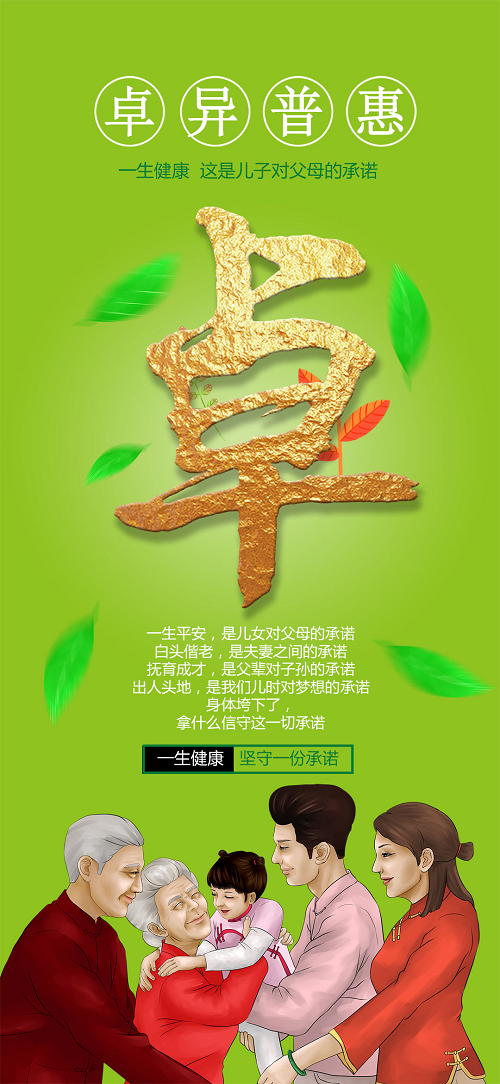 卓异普惠
一生健康 这是儿子对父母的承诺
卓
一生平安，是儿女对父母的承诺
白头偕老，是夫妻之间的承诺
抚育成才，是父辈对子孙的承诺
出人头地，是我们儿时对梦想的承诺
身体垮下了，
拿什么信守这一切承诺
一生健康 坚守一份承诺